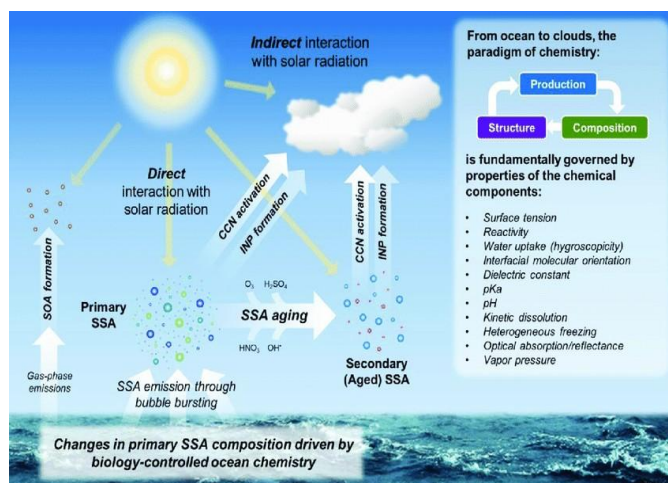 Indirect interaction
with solar radiation
Direct
interaction with
solar radiation
SOA formation
CCN activation
INP formation
CCN activation
INP formation
Primary
SSA
O₃ H₂SO₄
SSA aging
HNO₃ OH•
Secondary
(Aged) SSA
Gas-phase
emissions
SSA emission through
bubble bursting
Changes in primary SSA composition driven by
biology-controlled ocean chemistry
From ocean to clouds, the
paradigm of chemistry:
Production
Structure
Composition
is fundamentally governed by
properties of the chemical
components:
• Surface tension
• Reactivity
• Water uptake (hygroscopicity)
• Interfacial molecular orientation
• Dielectric constant
• pKa
• pH
• Kinetic dissolution
• Heterogeneous freezing
• Optical absorption/reflectance
• Vapor pressure